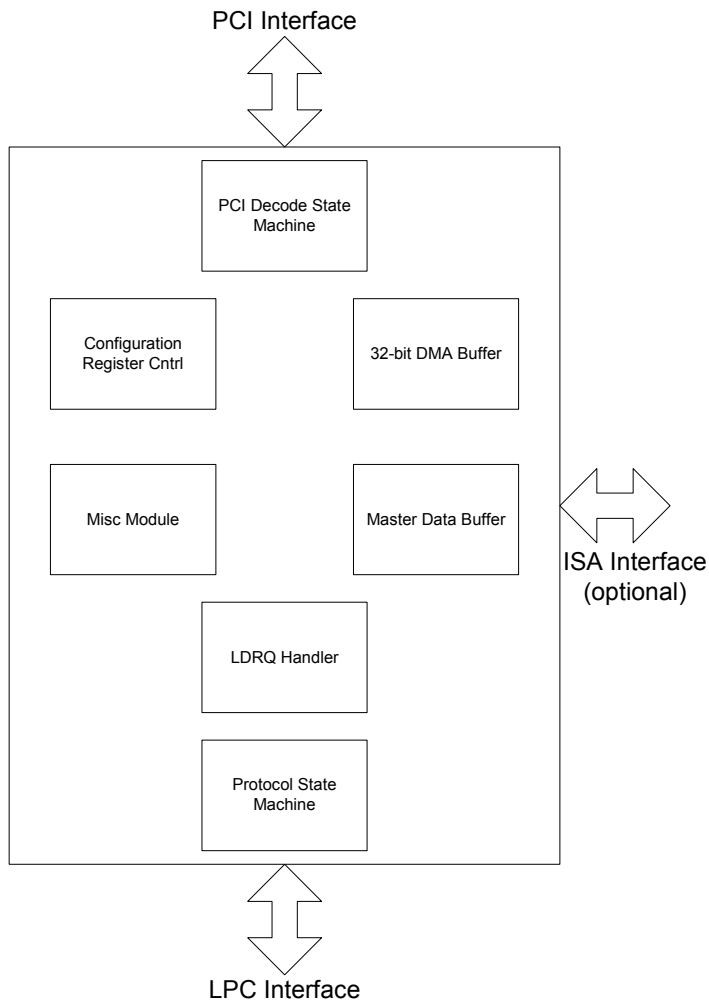 PCI Interface
PCI Decode State
Machine
Configuration
Register Cntrl
32-bit DMA Buffer
Misc Module
Master Data Buffer
ISA Interface
(optional)
LDRQ Handler
Protocol State
Machine
LPC Interface